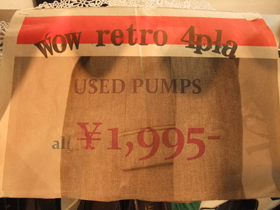 wow retro 4pla
USED PUMPS
all ¥1,995-